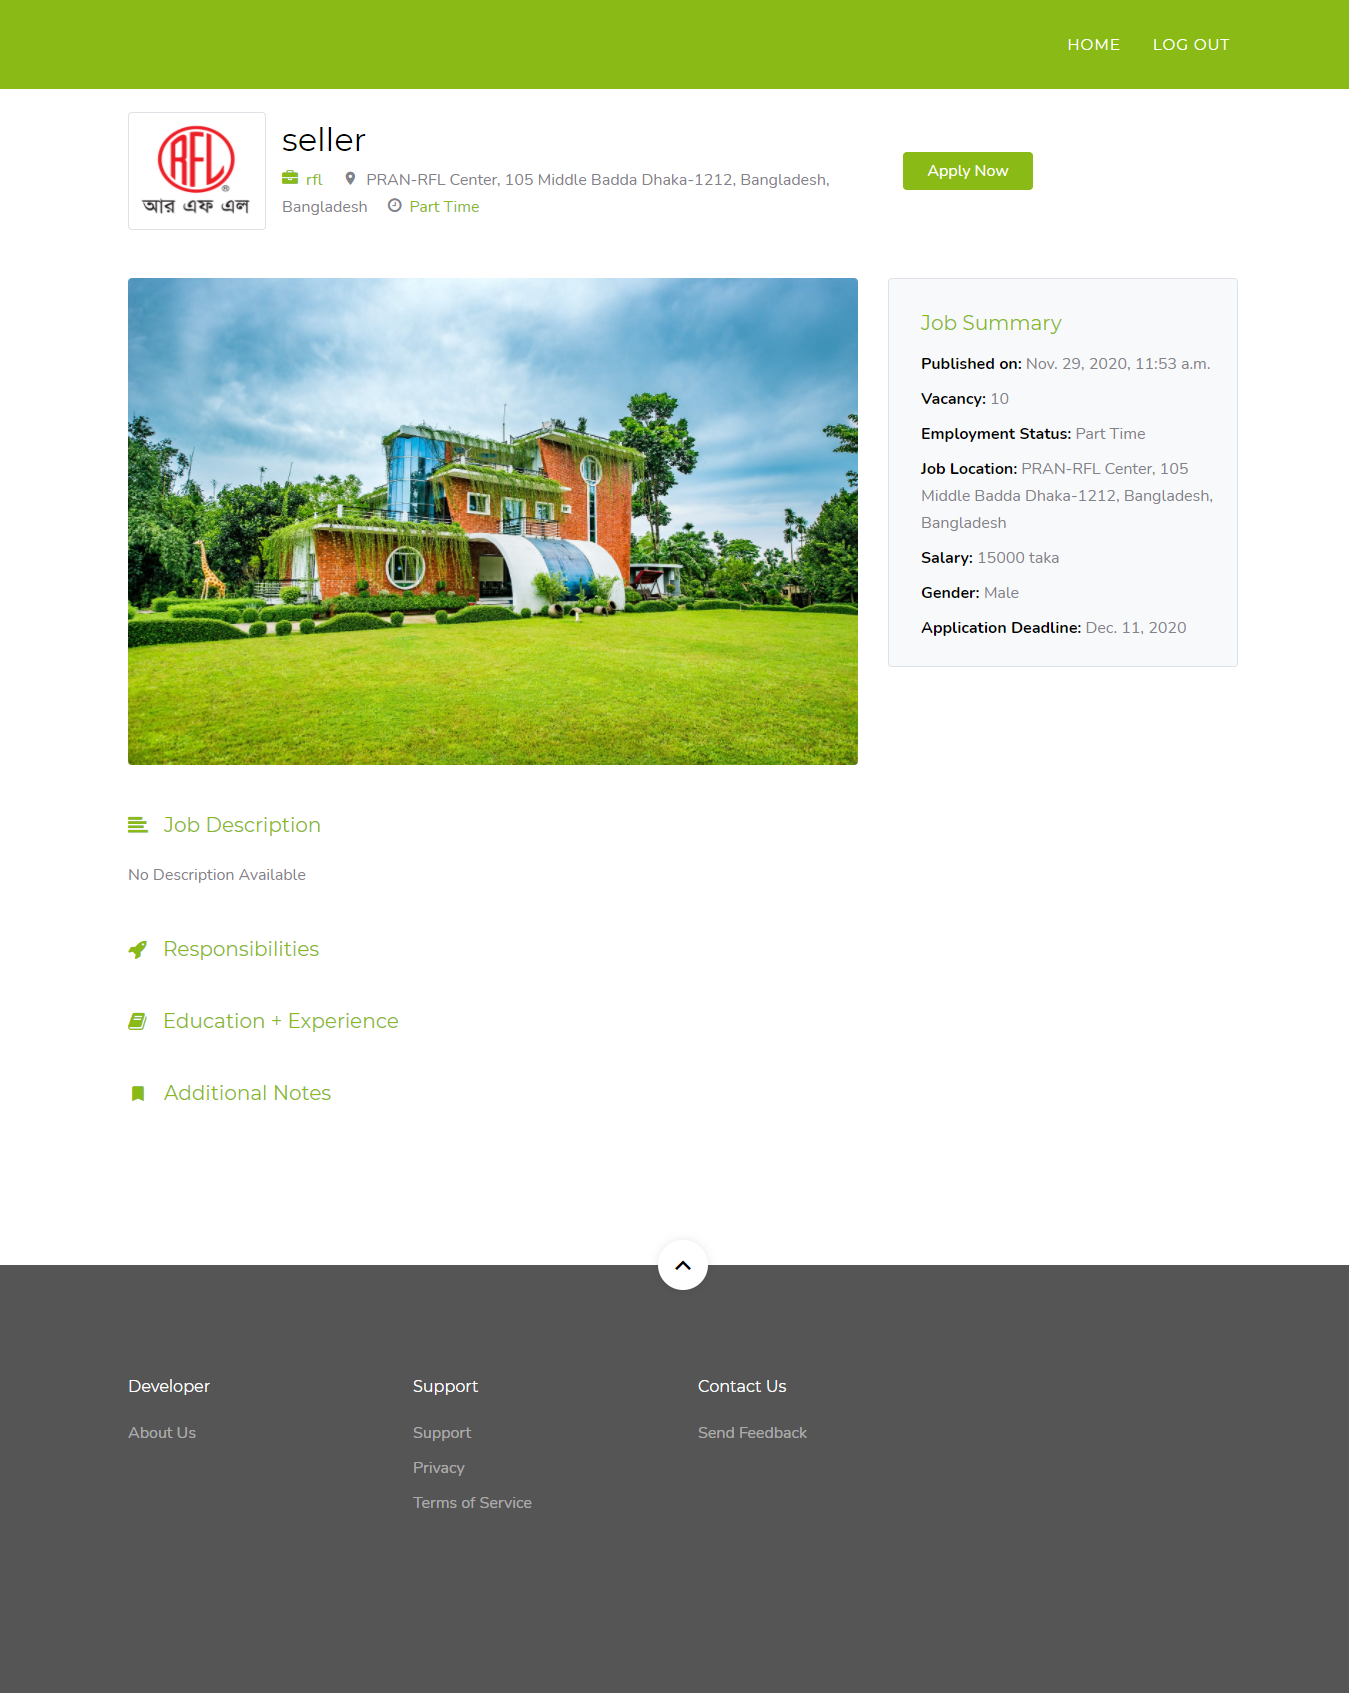 HOME LOG OUT
RFL
®
আর এফ এল
seller
rfl PRAN-RFL Center, 105 Middle Badda Dhaka-1212, Bangladesh,
Bangladesh Part Time
Apply Now
Job Summary
Published on: Nov. 29, 2020, 11:53 a.m.
Vacancy: 10
Employment Status: Part Time
Job Location: PRAN-RFL Center, 105
Middle Badda Dhaka-1212, Bangladesh,
Bangladesh
Salary: 15000 taka
Gender: Male
Application Deadline: Dec. 11, 2020
Job Description
No Description Available
Responsibilities
Education + Experience
Additional Notes
Developer
About Us
Support
Support
Privacy
Terms of Service
Contact Us
Send Feedback